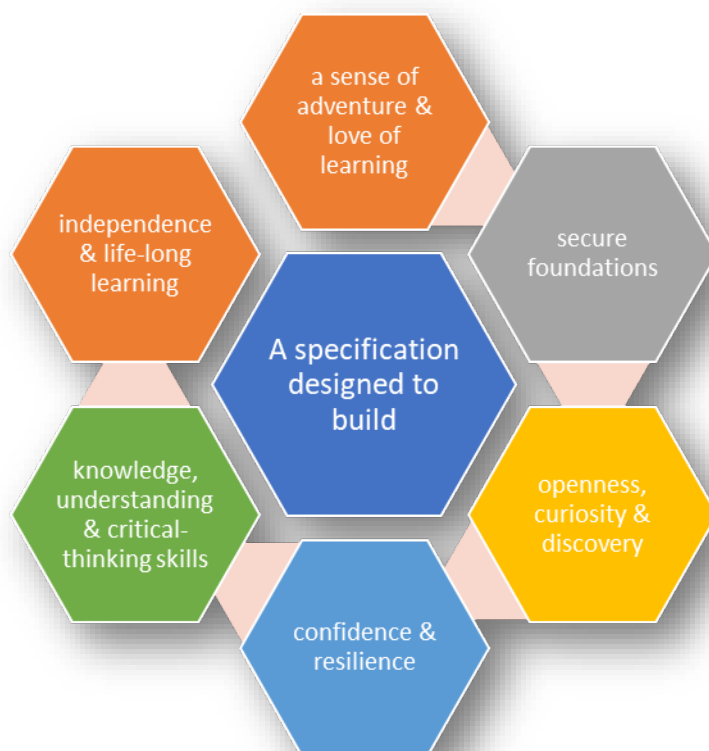 a sense of
adventure &
love of
learning
secure
foundations
openness,
curiosity &
discovery
confidence &
resilience
knowledge,
understanding
& critical-
thinking skills
independence
& life-long
learning
A specification
designed to
build